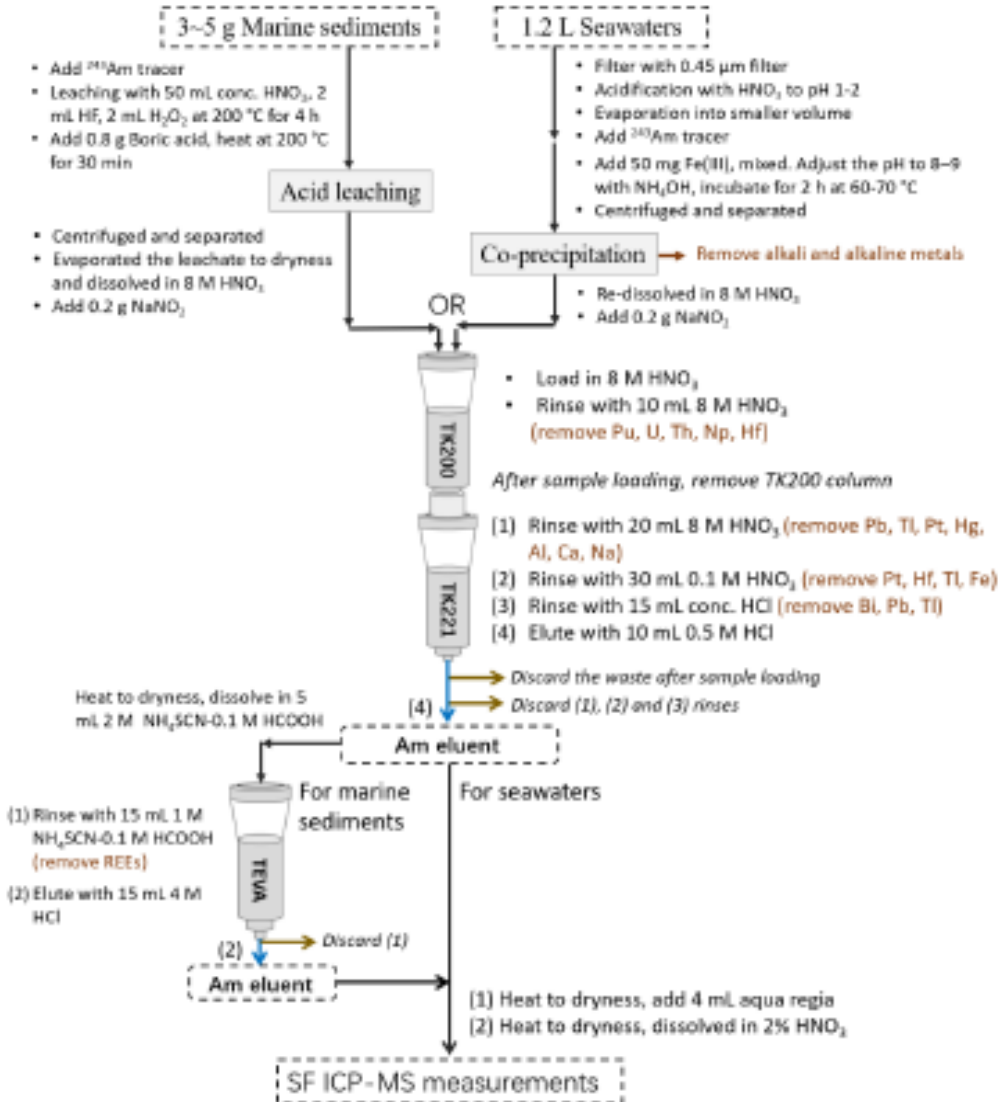 3~5 g Marine sediments
1.2 L Seawaters
• Add ²⁴³Am tracer
• Leaching with 50 mL conc. HNO₃, 2
mL HF, 2 mL H₂O₂ at 200 °C for 4 h
• Add 0.8 g Boric acid, heat at 200 °C
for 30 min
• Filter with 0.45 µm filter
• Acidification with HNO₃ to pH 1-2
• Evaporation into smaller volume
• Add ²⁴³Am tracer
• Add 50 mg Fe(III), mixed. Adjust the pH to 8–9
with NH₄OH, incubate for 2 h at 60-70 °C
• Centrifuged and separated
Acid leaching
• Centrifuged and separated
• Evaporated the leachate to dryness
and dissolved in 8 M HNO₃
• Add 0.2 g NaNO₂
Co-precipitation
Remove alkali and alkaline metals
• Re-dissolved in 8 M HNO₃
• Add 0.2 g NaNO₂
OR
TK200
• Load in 8 M HNO₃
• Rinse with 10 mL 8 M HNO₃
(remove Pu, U, Th, Np, Hf)
After sample loading, remove TK200 column
TK221
(1) Rinse with 20 mL 8 M HNO₃ (remove Pb, Tl, Pt, Hg,
Al, Ca, Na)
(2) Rinse with 30 mL 0.1 M HNO₃ (remove Pt, Hf, Tl, Fe)
(3) Rinse with 15 mL conc. HCl (remove Bi, Pb, Tl)
(4) Elute with 10 mL 0.5 M HCl
Discard the waste after sample loading
(4)
Discard (1), (2) and (3) rinses
Heat to dryness, dissolve in 5
mL 2 M NH₄SCN-0.1 M HCOOH
Am eluent
For marine
sediments
For seawaters
(1) Rinse with 15 mL 1 M
NH₄SCN-0.1 M HCOOH
(remove REEs)
(2) Elute with 15 mL 4 M
HCl
TEVA
(2)
Discard (1)
Am eluent
(1) Heat to dryness, add 4 mL aqua regia
(2) Heat to dryness, dissolved in 2% HNO₃
SF ICP-MS measurements